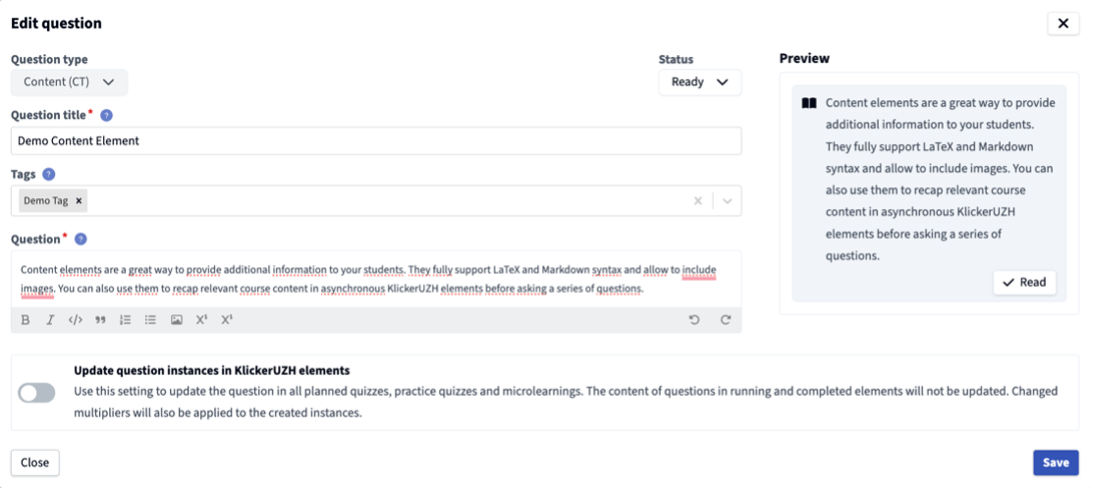 Edit question
Question type
Content (CT)
Status
Ready
Question title*
Demo Content Element
Tags
Demo Tag
Question*
Content elements are a great way to provide additional information to your students. They fully support LaTeX and Markdown syntax and allow to include
images. You can also use them to recap relevant course content in asynchronous KlickerUZH elements before asking a series of questions.
Preview
Content elements are a great way to provide
additional information to your students.
They fully support LaTeX and Markdown
syntax and allow to include images. You can
also use them to recap relevant course
content in asynchronous KlickerUZH
elements before asking a series of
questions.
Read
Update question instances in KlickerUZH elements
Use this setting to update the question in all planned quizzes, practice quizzes and microlearnings. The content of questions in running and completed elements will not be updated. Changed
multipliers will also be applied to the created instances.
Close
Save